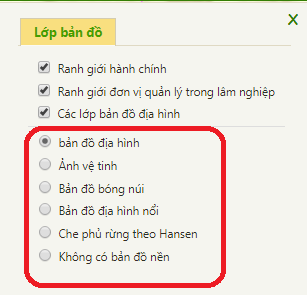 X
Lớp bản đồ
Ranh giới hành chính
Ranh giới đơn vị quản lý trong lâm nghiệp
Các lớp bản đồ địa hình
bản đồ địa hình
Ảnh vệ tinh
Bản đồ bóng núi
Bản đồ địa hình nổi
Che phủ rừng theo Hansen
Không có bản đồ nền